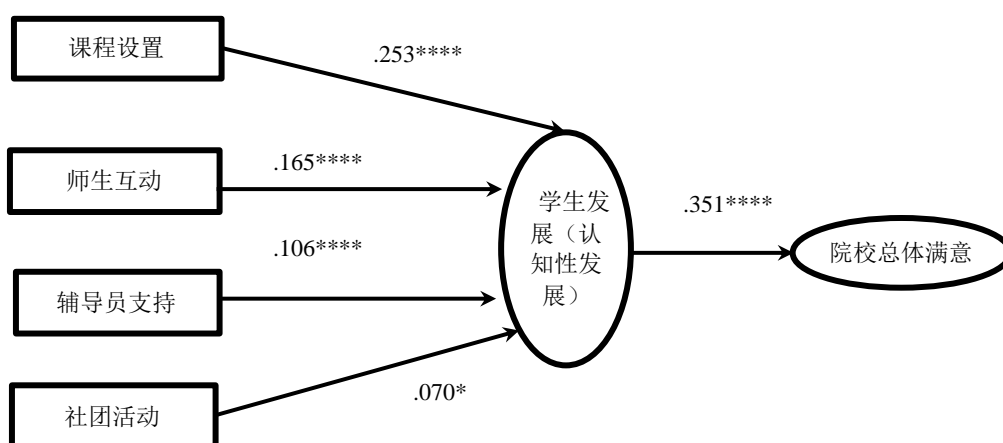 课程设置
.253****
师生互动
.165****
辅导员支持
.106****
社团活动
.070*
学生发
展（认
知性发
展）
.351****
院校总体满意